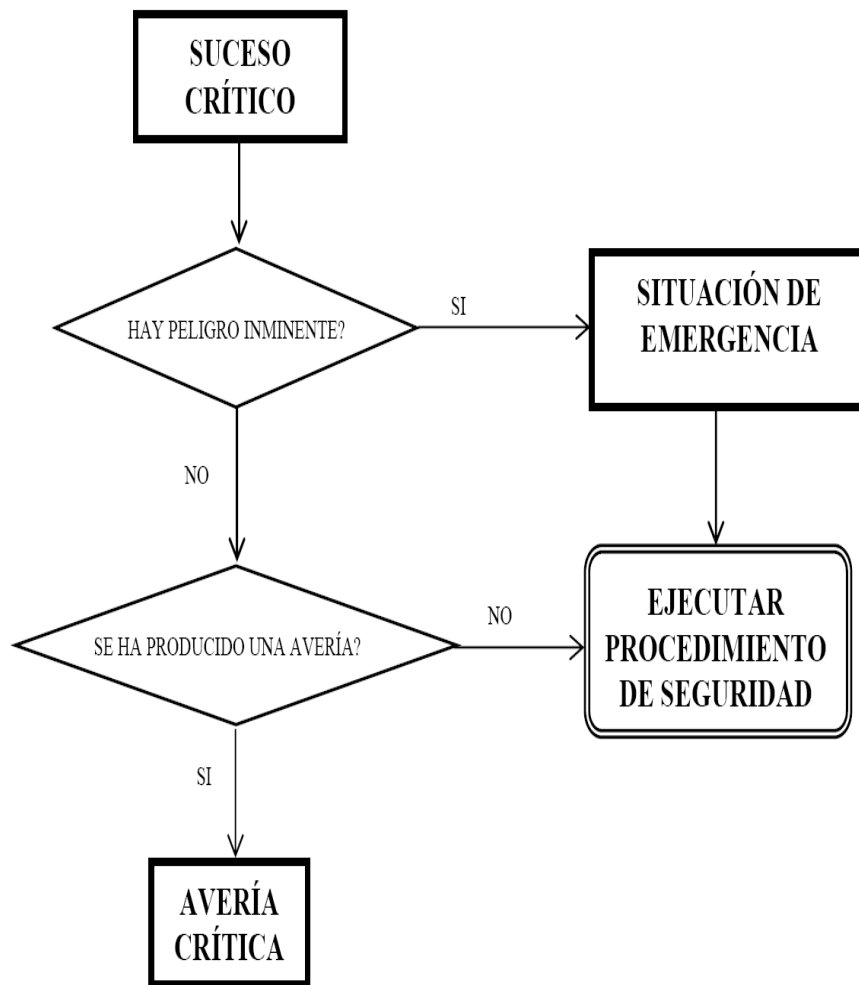 SUCESO
CRÍTICO
HAY PELIGRO INMINENTE?
SI
SITUACIÓN DE
EMERGENCIA
NO
SE HA PRODUCIDO UNA AVERÍA?
NO
EJECUTAR
PROCEDIMIENTO
DE SEGURIDAD
SI
AVERÍA
CRÍTICA